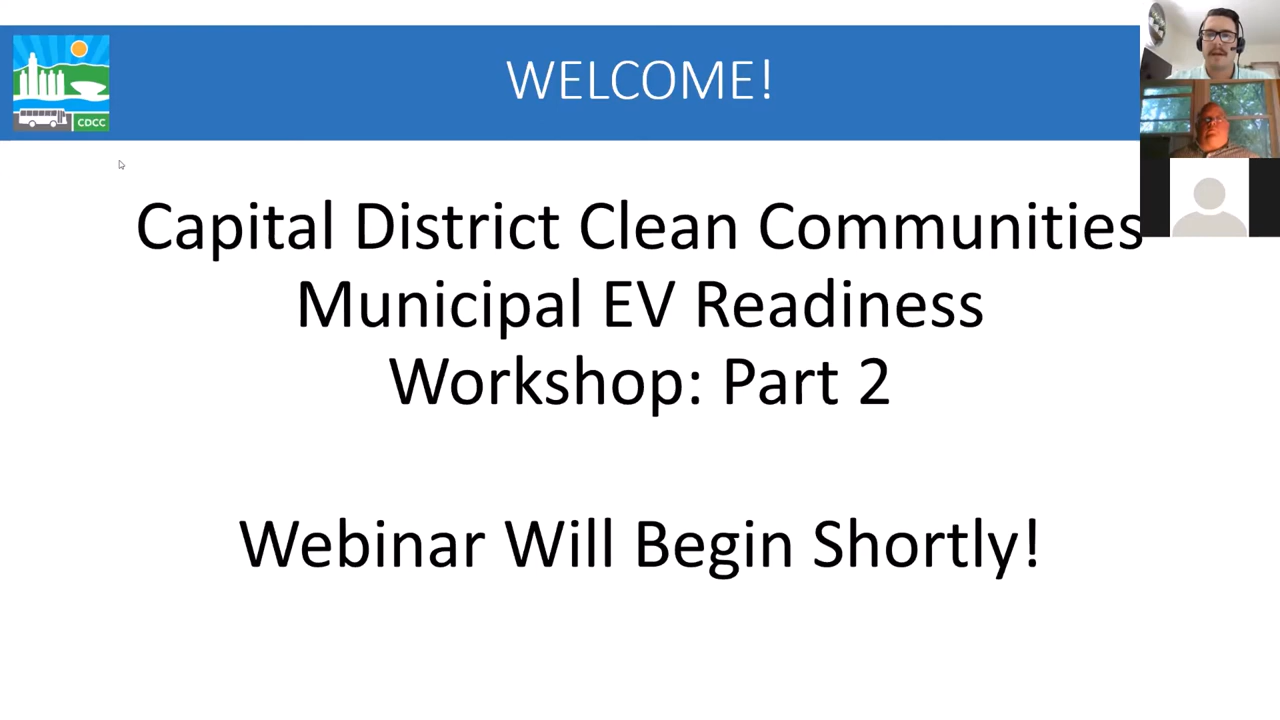 WELCOME!
CDCC
Capital District Clean Communities
Municipal EV Readiness
Workshop: Part 2
Webinar Will Begin Shortly!